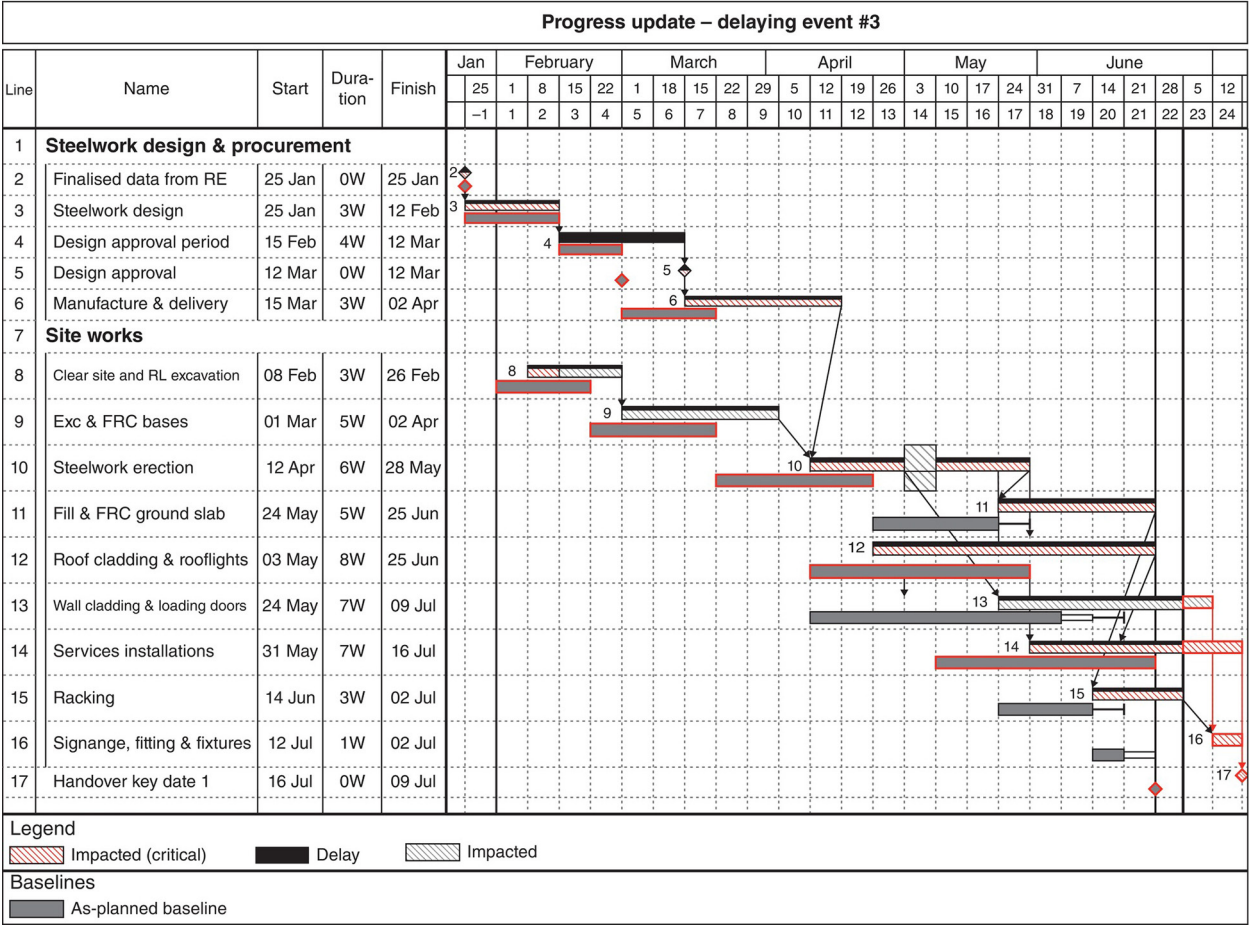 Progress update – delaying event #3
Line Name Start Dura-tion Finish Jan February March April May June
25 1 8 15 22 1 18 15 22 29 5 12 19 26 3 10 17 24 31 7 14 21 28 5 12
–1 1 2 3 4 5 6 7 8 9 10 11 12 13 14 15 16 17 18 19 20 21 22 23 24
1 Steelwork design & procurement
2 Finalised data from RE 25 Jan 0W 25 Jan 2
3 Steelwork design 25 Jan 3W 12 Feb 3
4 Design approval period 15 Feb 4W 12 Mar 4
5 Design approval 12 Mar 0W 12 Mar 5
6 Manufacture & delivery 15 Mar 3W 02 Apr 6
7 Site works
8 Clear site and RL excavation 08 Feb 3W 26 Feb 8
9 Exc & FRC bases 01 Mar 5W 02 Apr 9
10 Steelwork erection 12 Apr 6W 28 May 10
11 Fill & FRC ground slab 24 May 5W 25 Jun 11
12 Roof cladding & rooflights 03 May 8W 25 Jun 12
13 Wall cladding & loading doors 24 May 7W 09 Jul 13
14 Services installations 31 May 7W 16 Jul 14
15 Racking 14 Jun 3W 02 Jul 15
16 Signange, fitting & fixtures 12 Jul 1W 02 Jul 16
17 Handover key date 1 16 Jul 0W 09 Jul 17
Legend
Impacted (critical) Delay Impacted
Baselines
As-planned baseline